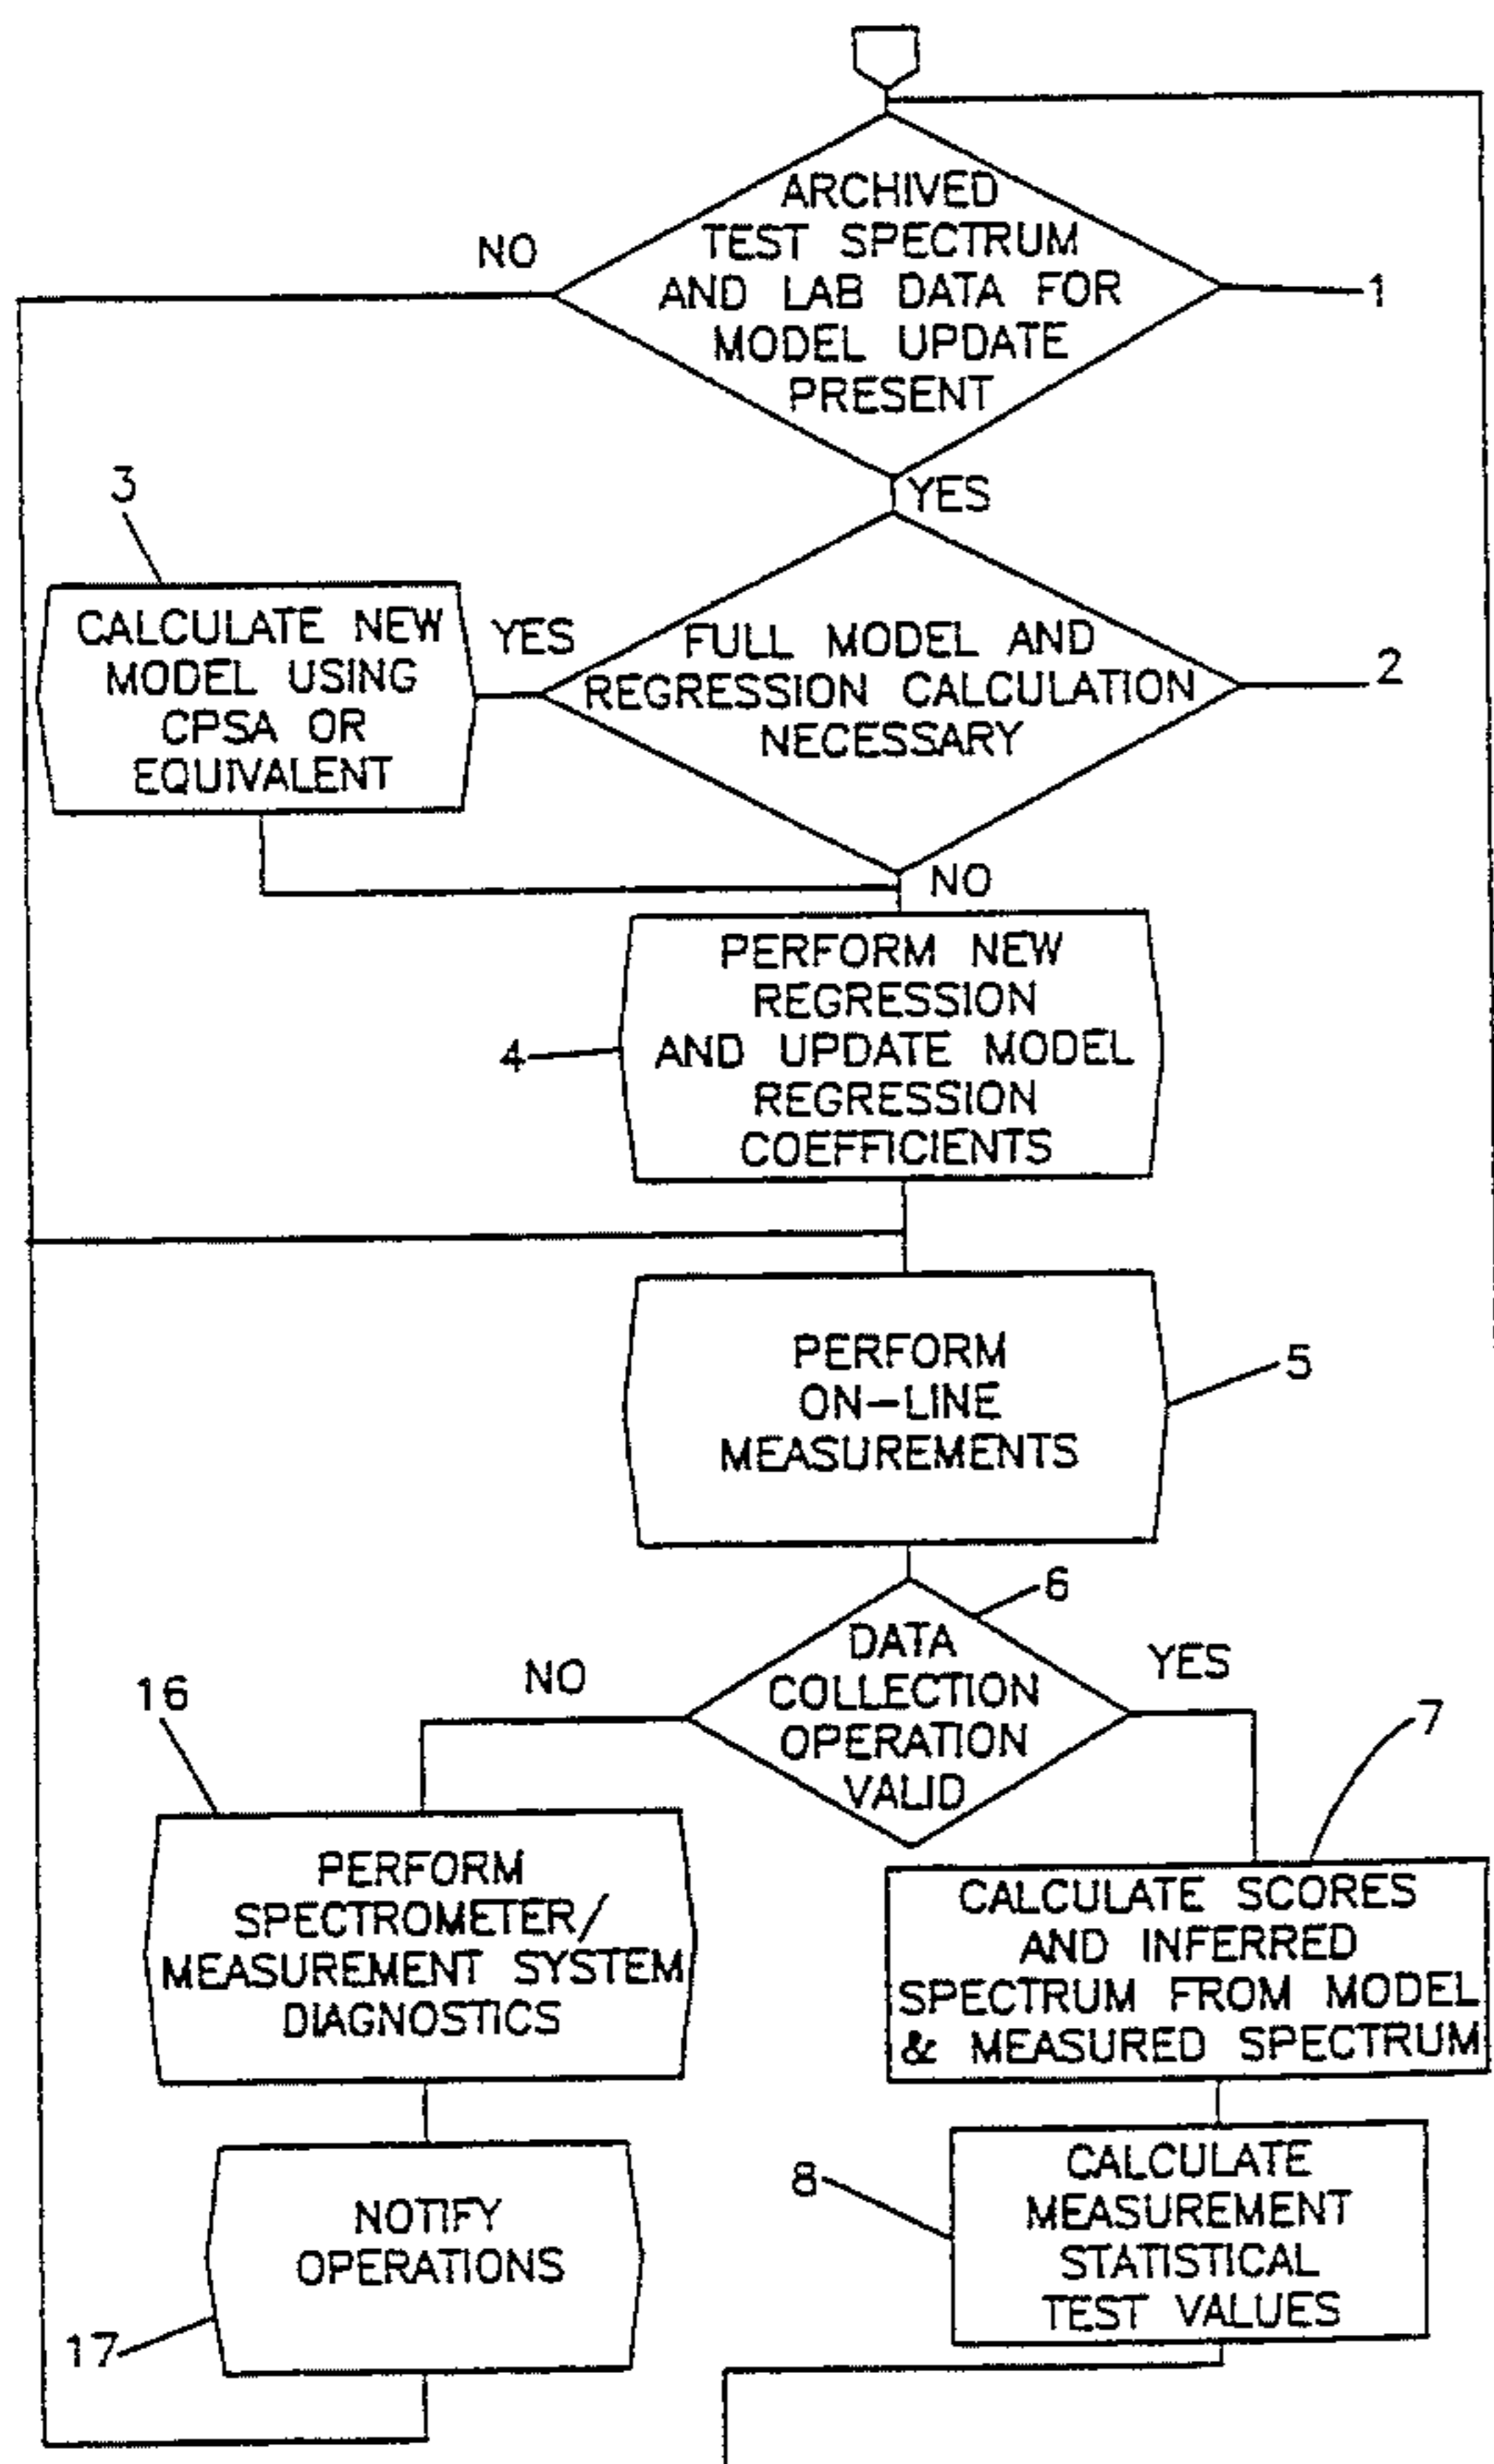 ARCHIVED
TEST SPECTRUM
AND LAB DATA FOR
MODEL UPDATE
PRESENT
NO
1
YES
3
CALCULATE NEW
MODEL USING
CPSA OR
EQUIVALENT
YES
FULL MODEL AND
REGRESSION CALCULATION
NECESSARY
2
NO
PERFORM NEW
REGRESSION
AND UPDATE MODEL
REGRESSION
COEFFICIENTS
4
PERFORM
ON-LINE
MEASUREMENTS
5
6
DATA
COLLECTION
OPERATION
VALID
NO
YES
16
7
PERFORM
SPECTROMETER/
MEASUREMENT SYSTEM
DIAGNOSTICS
CALCULATE SCORES
AND INFERRED
SPECTRUM FROM MODEL
& MEASURED SPECTRUM
NOTIFY
OPERATIONS
17
8
CALCULATE
MEASUREMENT
STATISTICAL
TEST VALUES